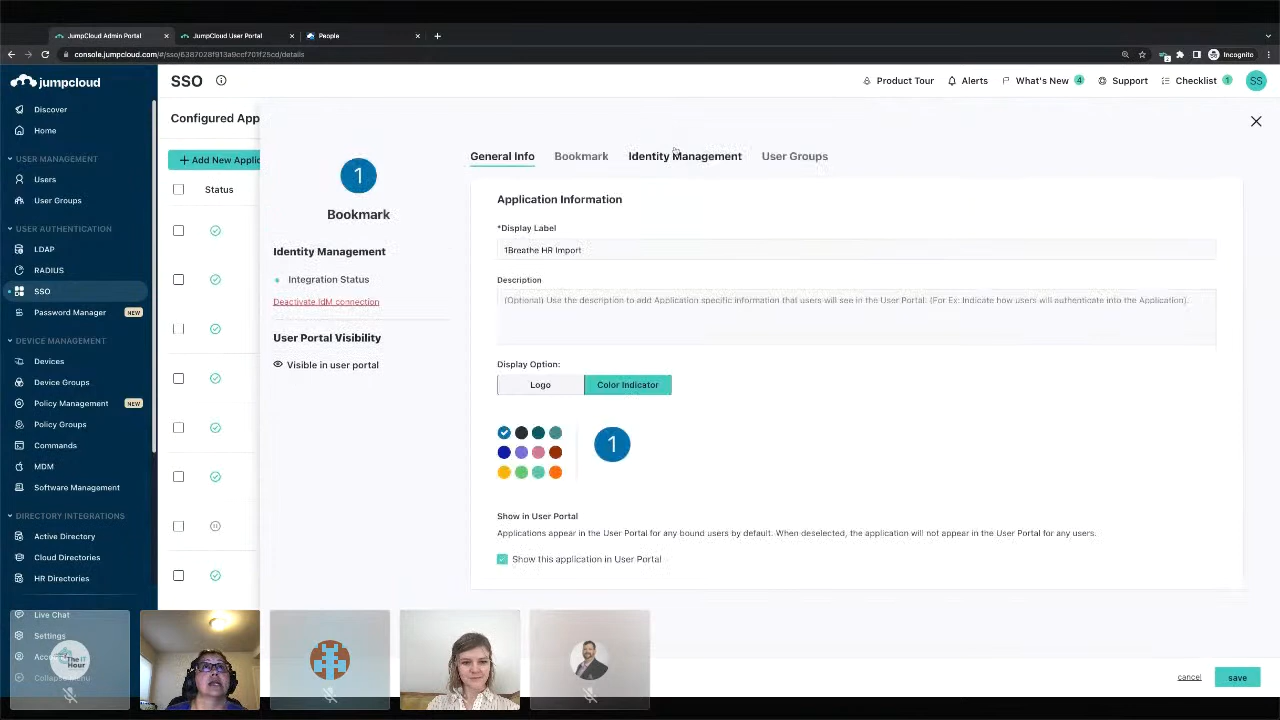 JumpCloud Admin Portal
JumpCloud User Portal
People
console.jumpcloud.com/#/sso/6387028f913a9ccf701f25cd/details
Incognito
jumpcloud
SSO
Product Tour
Alerts
What's New 4
Support
Checklist 1
SS
Discover
Home
USER MANAGEMENT
Users
User Groups
USER AUTHENTICATION
LDAP
RADIUS
SSO
Password Manager NEW
DEVICE MANAGEMENT
Devices
Device Groups
Policy Management NEW
Policy Groups
Commands
MDM
Software Management
DIRECTORY INTEGRATIONS
Active Directory
Cloud Directories
HR Directories
Live Chat
Settings
Collapse Menu
The IT Hour
Configured App
Add New Applic
Status
1
Bookmark
Identity Management
Integration Status
Deactivate IdM connection
User Portal Visibility
Visible in user portal
General Info
Bookmark
Identity Management
User Groups
Application Information
*Display Label
1Breathe HR Import
Description
(Optional) Use the description to add Application specific information that users will see in the User Portal. (For Ex: Indicate how users will authenticate into the Application).
Display Option:
Logo
Color Indicator
1
Show in User Portal
Applications appear in the User Portal for any bound users by default. When deselected, the application will not appear in the User Portal for any users.
Show this application in User Portal
cancel
save